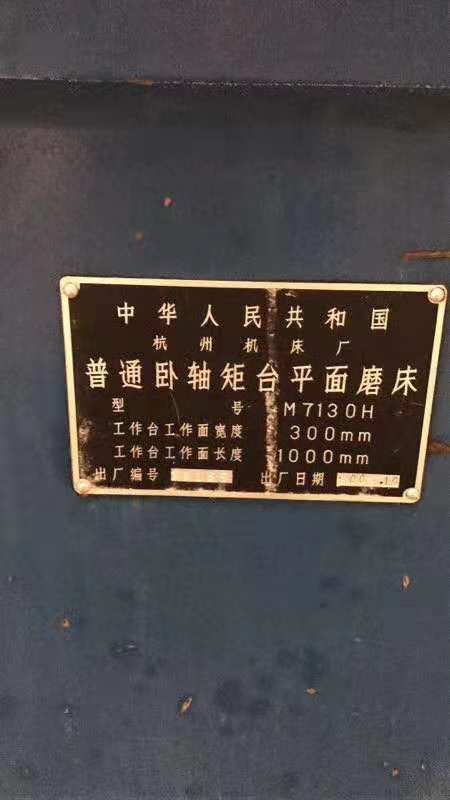 中华人民共和国
杭州机床厂
普通卧轴矩台平面磨床
型号 M7130H
工作台工作面宽度 300mm
工作台工作面长度 1000mm
出厂编号 出厂日期